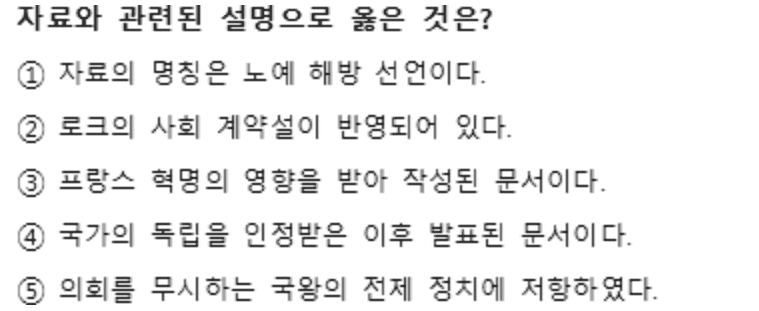 자료와 관련된 설명으로 옳은 것은?
① 자료의 명칭은 노예 해방 선언이다.
② 로크의 사회 계약설이 반영되어 있다.
③ 프랑스 혁명의 영향을 받아 작성된 문서이다.
④ 국가의 독립을 인정받은 이후 발표된 문서이다.
⑤ 의회를 무시하는 국왕의 전제 정치에 저항하였다.